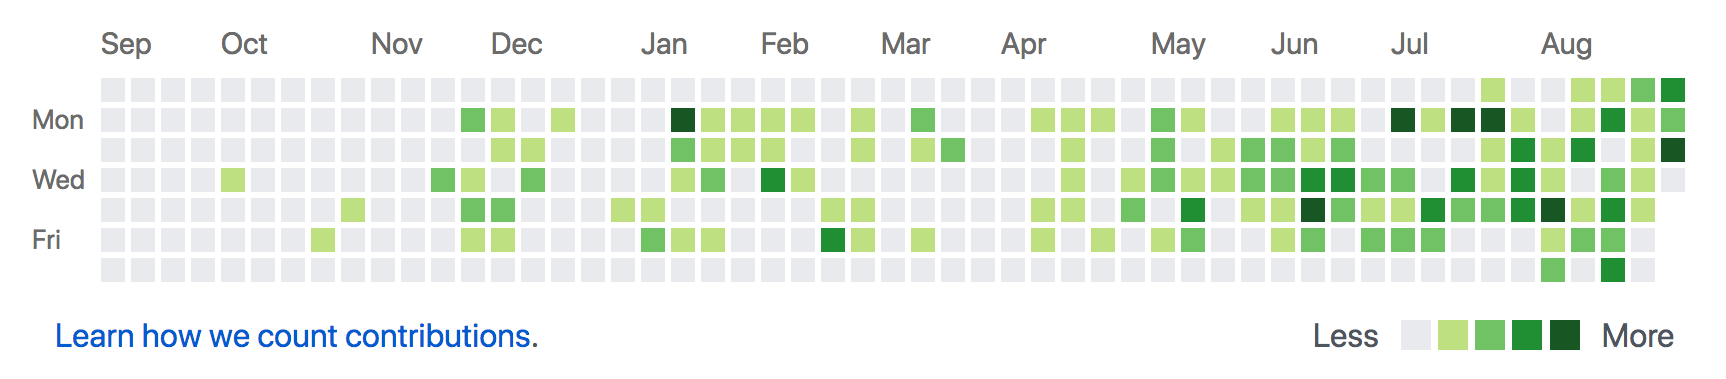 Sep Oct Nov Dec Jan Feb Mar Apr May Jun Jul Aug
Mon
Wed
Fri
Learn how we count contributions. Less More